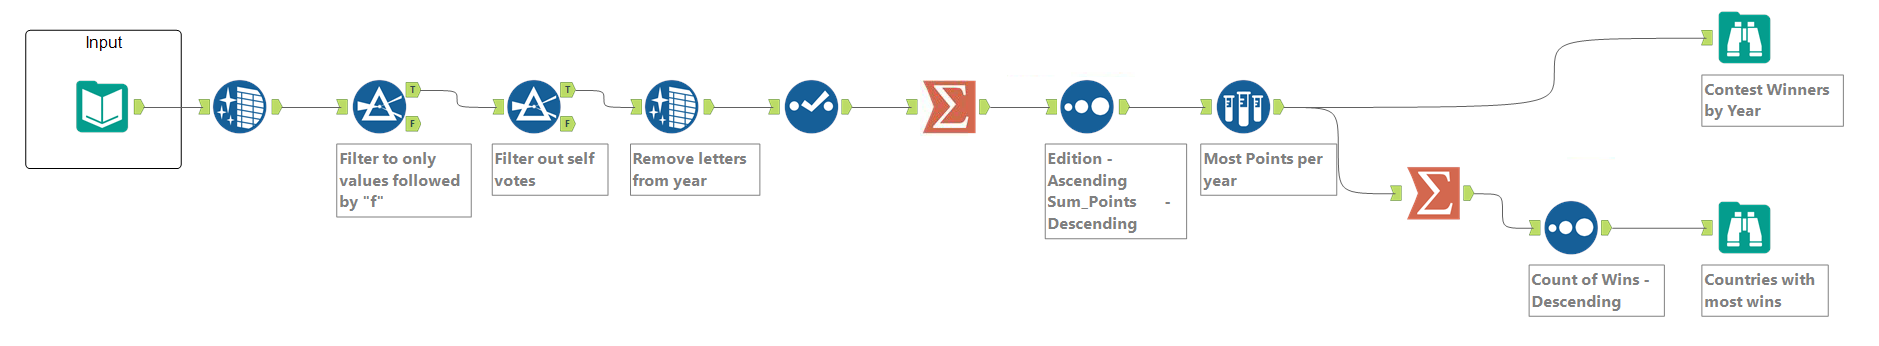 Input
T
F
T
F
Filter to only
values followed
by "f"
Filter out self
votes
Remove letters
from year
Edition -
Ascending
Sum_Points -
Descending
Most Points per
year
Contest Winners
by Year
Count of Wins -
Descending
Countries with
most wins